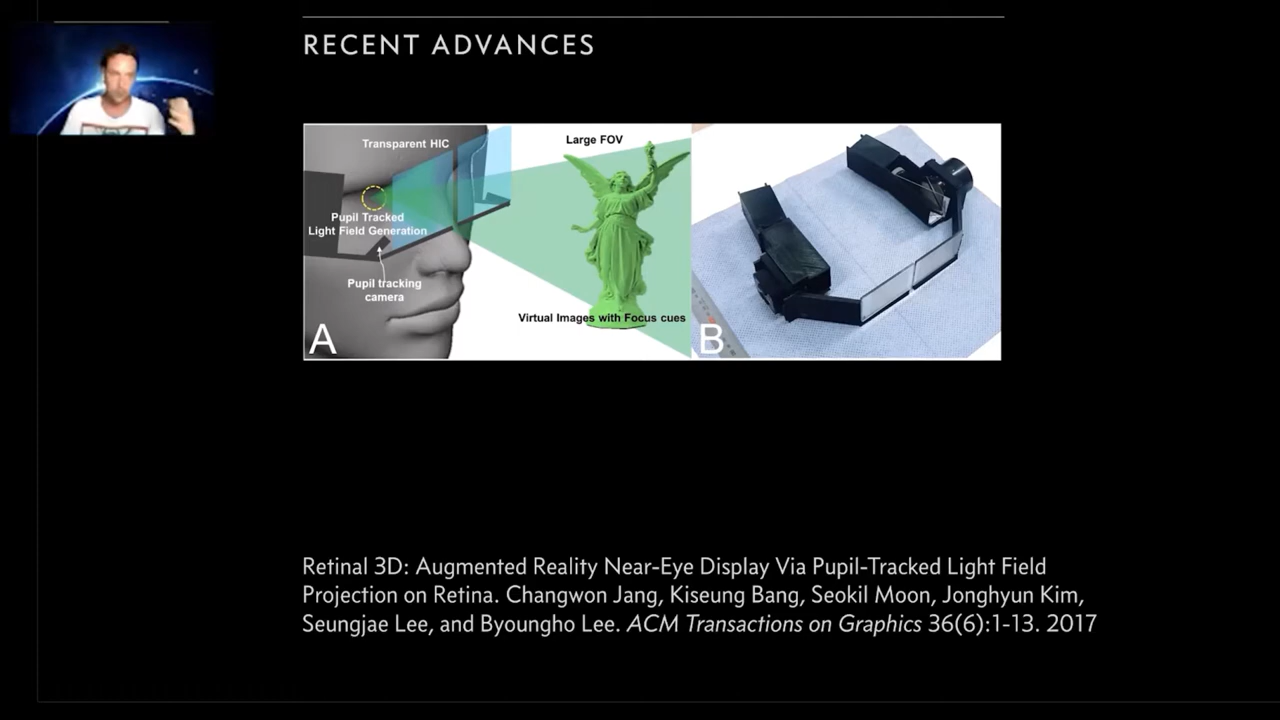 RECENT ADVANCES
Transparent HIC
Large FOV
Pupil Tracked
Light Field Generation
Pupil tracking
camera
Virtual Images with Focus cues
A
B
Retinal 3D: Augmented Reality Near-Eye Display Via Pupil-Tracked Light Field
Projection on Retina. Changwon Jang, Kiseung Bang, Seokil Moon, Jonghyun Kim,
Seungjae Lee, and Byoungho Lee. ACM Transactions on Graphics 36(6):1-13. 2017